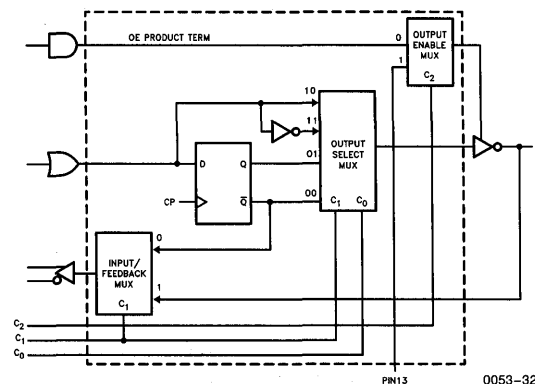 OE PRODUCT TERM
0
1
OUTPUT
ENABLE
MUX
C2
10
11
01
00
OUTPUT
SELECT
MUX
C1 C0
D Q
Q̅
CP
0
1
INPUT/
FEEDBACK
MUX
C1
C2
C1
C0
PIN13
0053-32